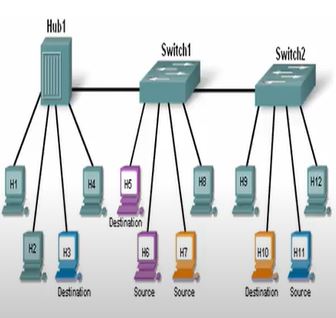 Hub1
Switch1
Switch2
H1
H4
H5
H8
H9
H12
Destination
H2
H3
H6
H7
H10
H11
Destination
Source
Source
Destination
Source